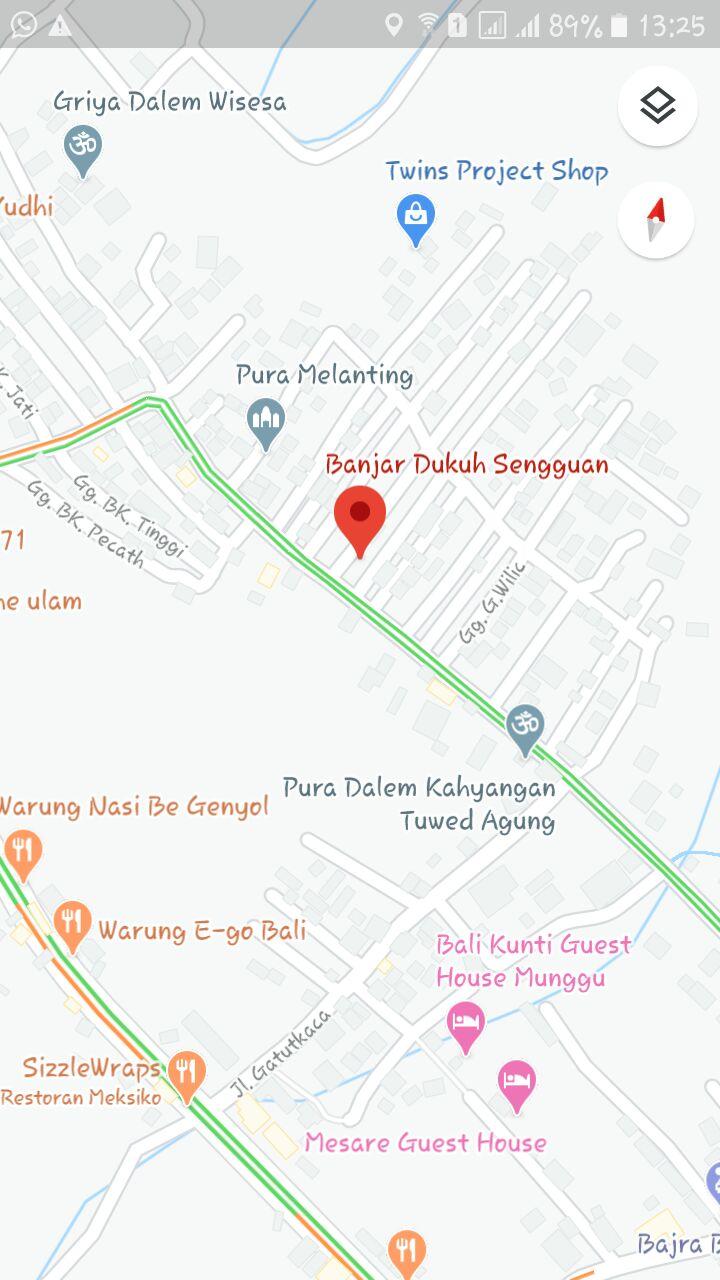 1 89% 13:25
Griya Dalem Wisesa
Twins Project Shop
Yudhi
Pura Melanting
K. Jati
Banjar Dukuh Sengguan
Gg. BK. Tinggi
Gg. BK. Pecath
71
Gg. G.Wilic
ne ulam
Pura Dalem Kahyangan
Tuwed Agung
Warung Nasi Be Genyol
Warung E-go Bali
Bali Kunti Guest
House Munggu
Jl. Gatutkaca
SizzleWraps
Restoran Meksiko
Mesare Guest House
Bajra B